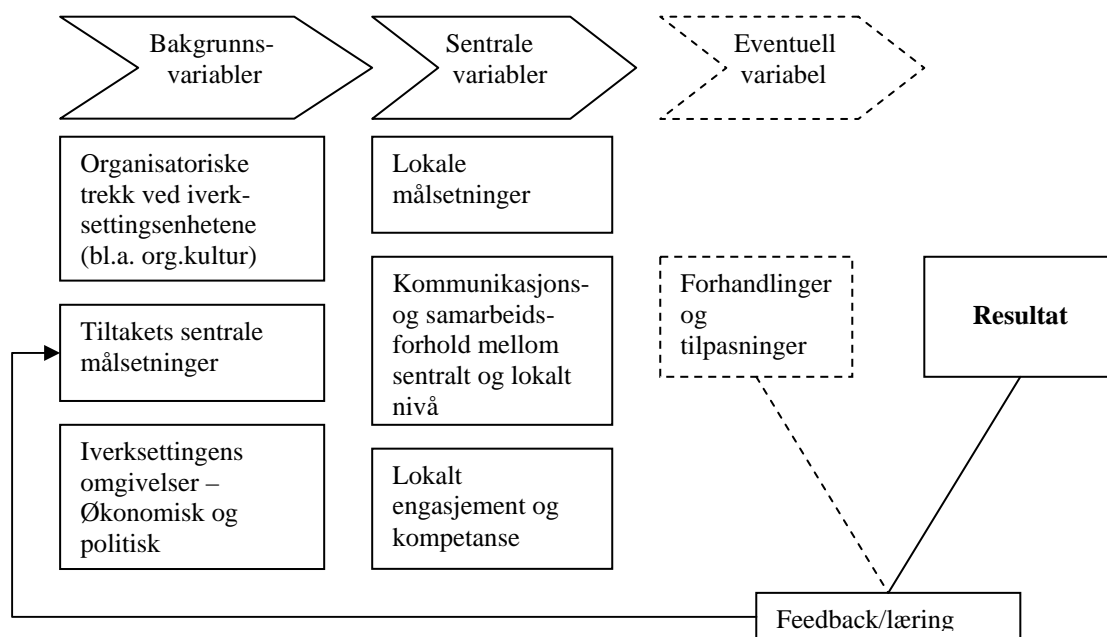 Bakgrunns-
variabler
Sentrale
variabler
Eventuell
variabel
Organisatoriske
trekk ved iverk-
settingsenhetene
(bl.a. org.kultur)
Tiltakets sentrale
målsetninger
Iverksettingens
omgivelser –
Økonomisk og
politisk
Lokale
målsetninger
Kommunikasjons-
og samarbeids-
forhold mellom
sentralt og lokalt
nivå
Lokalt
engasjement og
kompetanse
Forhandlinger
og
tilpasninger
Resultat
Feedback/læring